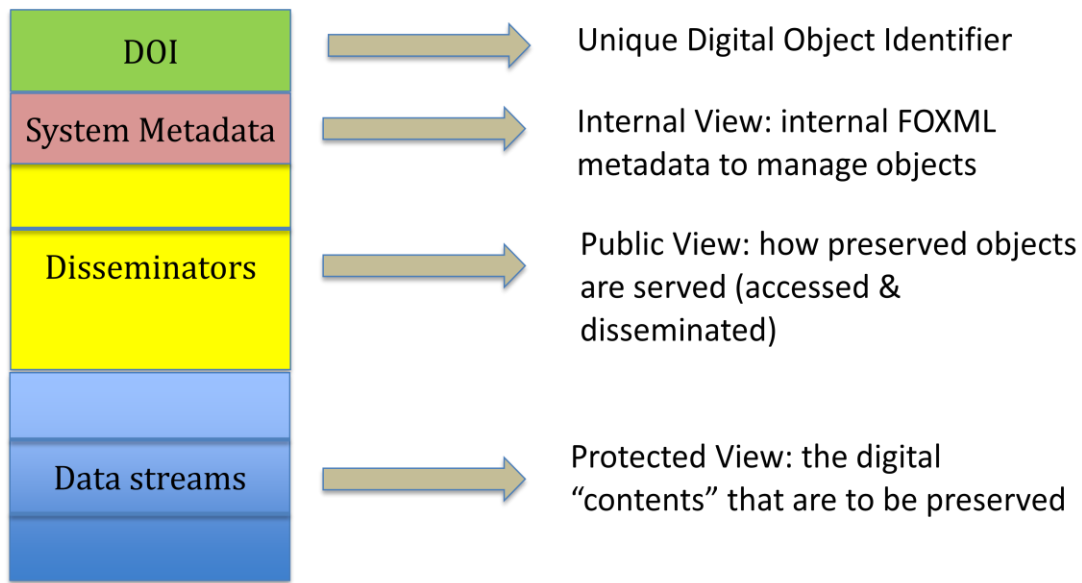 DOI
Unique Digital Object Identifier
System Metadata
Internal View: internal FOXML
metadata to manage objects
Disseminators
Public View: how preserved objects
are served (accessed &
disseminated)
Data streams
Protected View: the digital
“contents” that are to be preserved